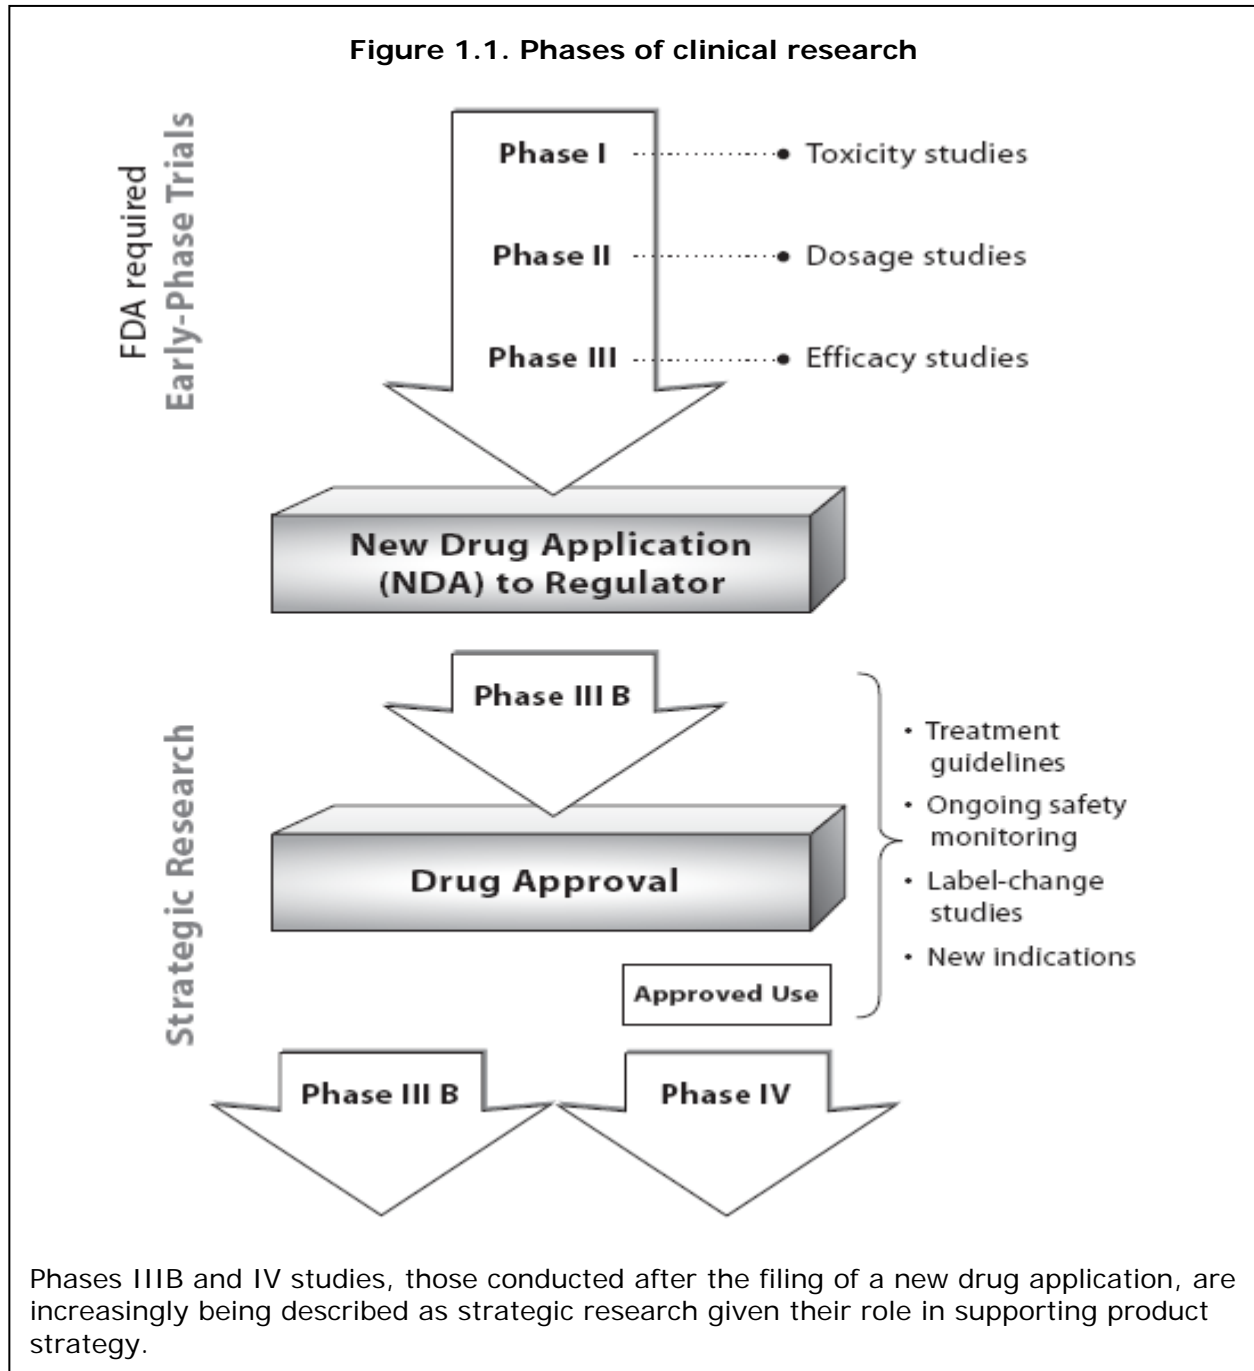 Figure 1.1. Phases of clinical research
FDA required
Early-Phase Trials
Phase I
Toxicity studies
Phase II
Dosage studies
Phase III
Efficacy studies
New Drug Application
(NDA) to Regulator
Strategic Research
Phase III B
• Treatment
guidelines
• Ongoing safety
monitoring
• Label-change
studies
• New indications
Drug Approval
Approved Use
Phase III B
Phase IV
Phases IIIB and IV studies, those conducted after the filing of a new drug application, are
increasingly being described as strategic research given their role in supporting product
strategy.